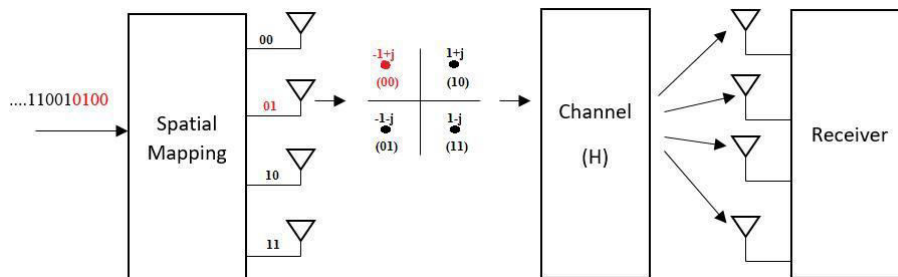 ....110010100
Spatial
Mapping
00
01
10
11
-1+j
(00)
1+j
(10)
-1-j
(01)
1-j
(11)
Channel
(H)
Receiver